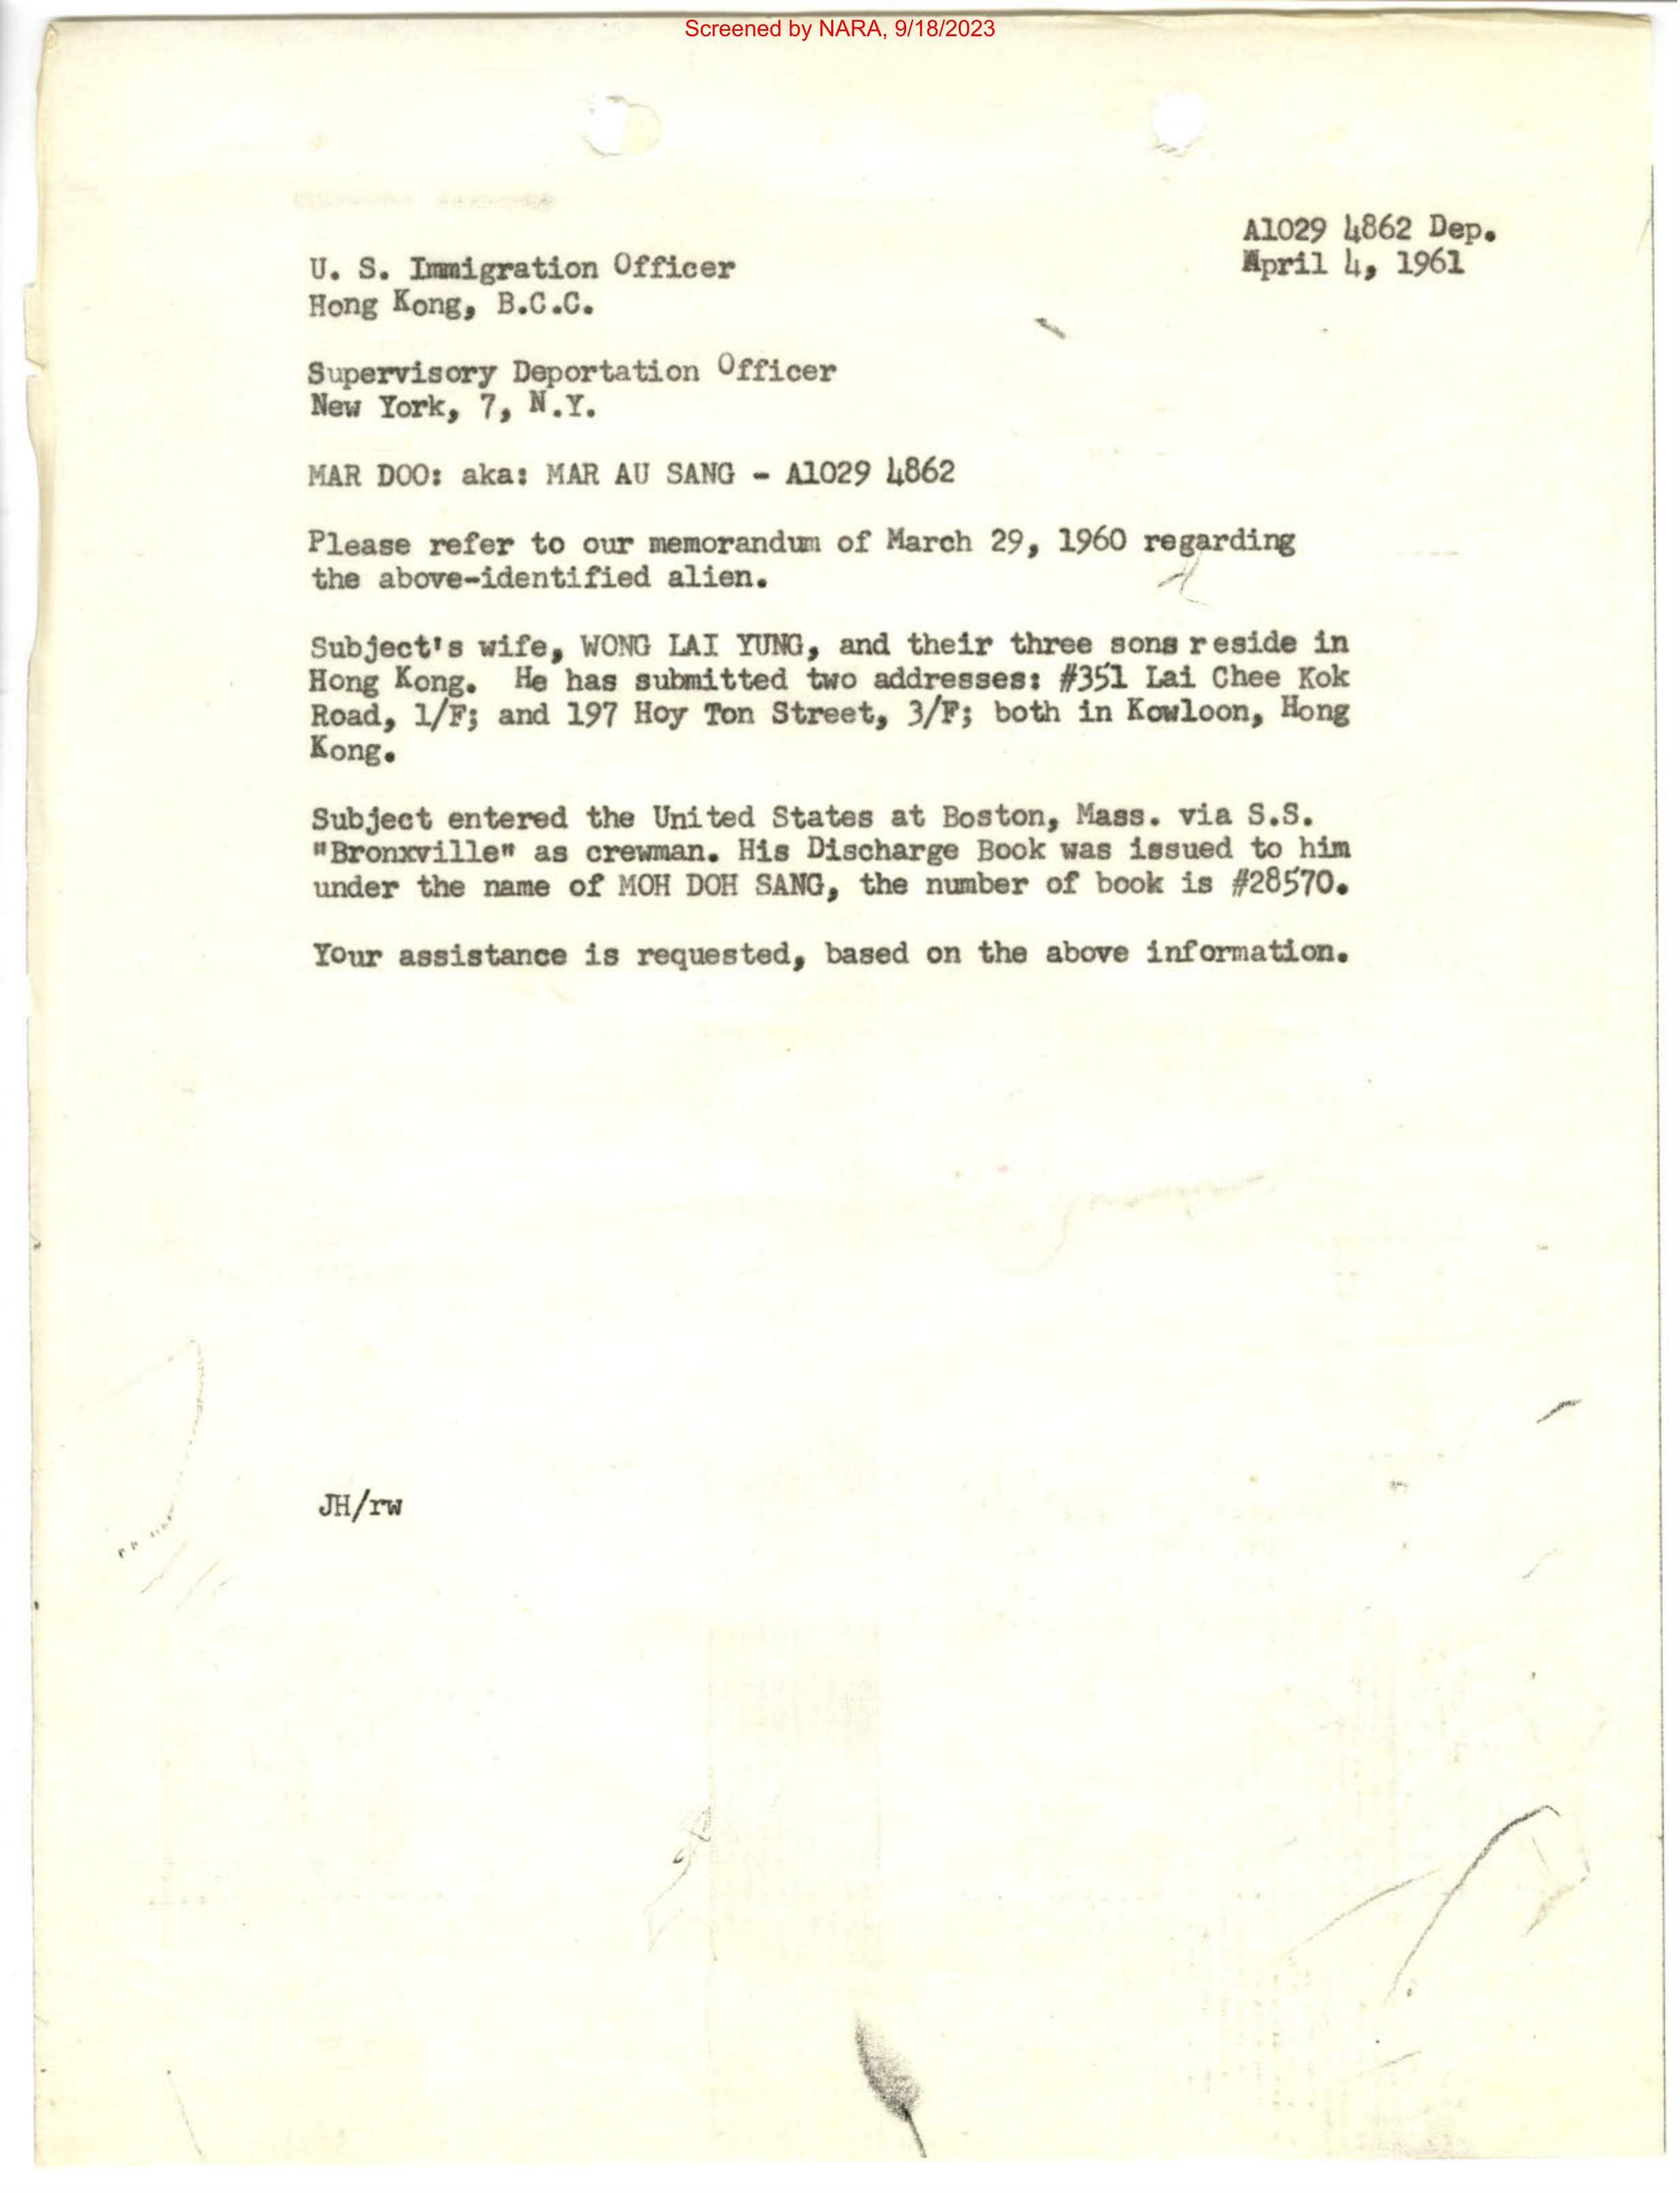 Screened by NARA, 9/18/2023
A1029 4862 Dep.
April 4, 1961
U. S. Immigration Officer
Hong Kong, B.C.C.
Supervisory Deportation Officer
New York, 7, N.Y.
MAR DOO: aka: MAR AU SANG - A1029 4862
Please refer to our memorandum of March 29, 1960 regarding
the above-identified alien.
Subject's wife, WONG LAI YUNG, and their three sons reside in
Hong Kong.  He has submitted two addresses: #351 Lai Chee Kok
Road, 1/F; and 197 Hoy Ton Street, 3/F; both in Kowloon, Hong
Kong.
Subject entered the United States at Boston, Mass. via S.S.
"Bronxville" as crewman. His Discharge Book was issued to him
under the name of MOH DOH SANG, the number of book is #28570.
Your assistance is requested, based on the above information.
JH/rw